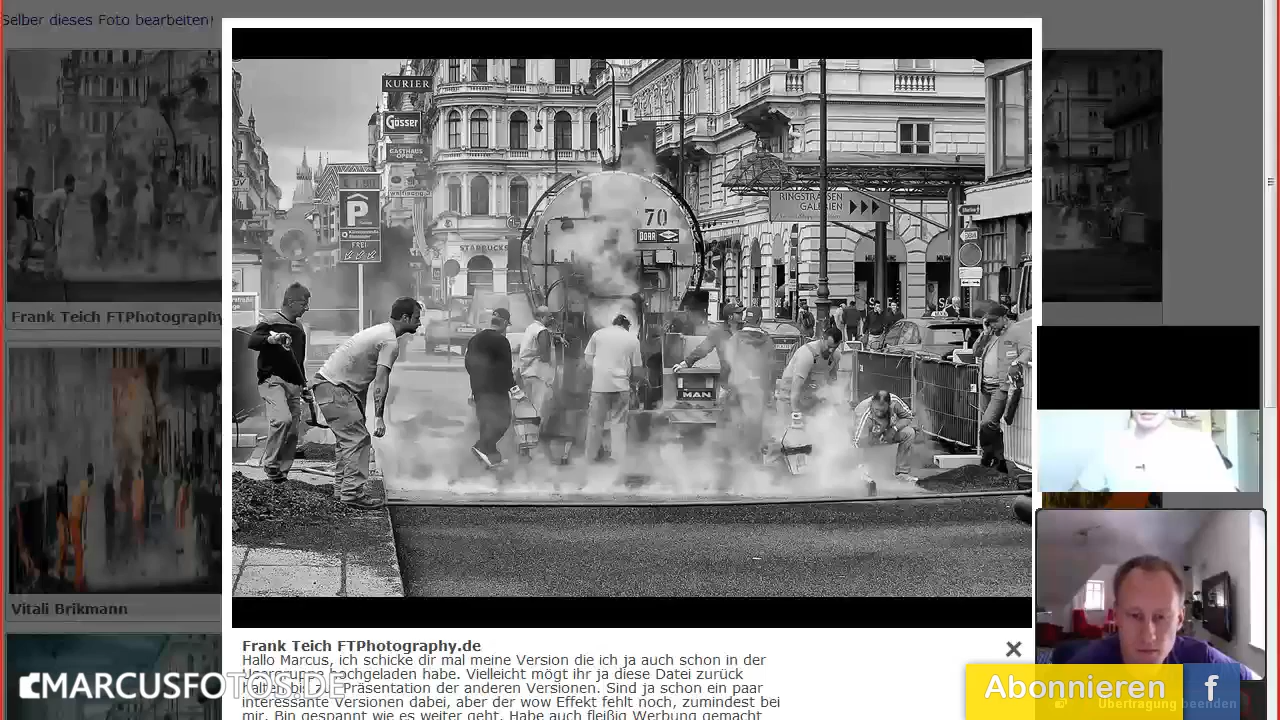 Selber dieses Foto bearbeiten!
KURIER
Gösser
GASTHAUS
OPER
P
FREI
STARBUCKS
70
RINGSTRASSEN
GALERIEN
MAN
Frank Teich FTPhotography
Vitali Brikmann
Frank Teich FTPhotography.de
Hallo Marcus, ich schicke dir mal meine Version die ich ja auch schon in der
hochgeladen habe. Vielleicht mögt ihr ja diese Datei zurück
Präsentation der anderen Versionen. Sind ja schon ein paar
interessante Versionen dabei, aber der wow Effekt fehlt noch, zumindest bei
mir. Bin gespannt wie es weiter geht. Habe auch fleißig Werbung gemacht
MARCUSFOTOS.DE
Abonnieren
f
Übertragung beenden